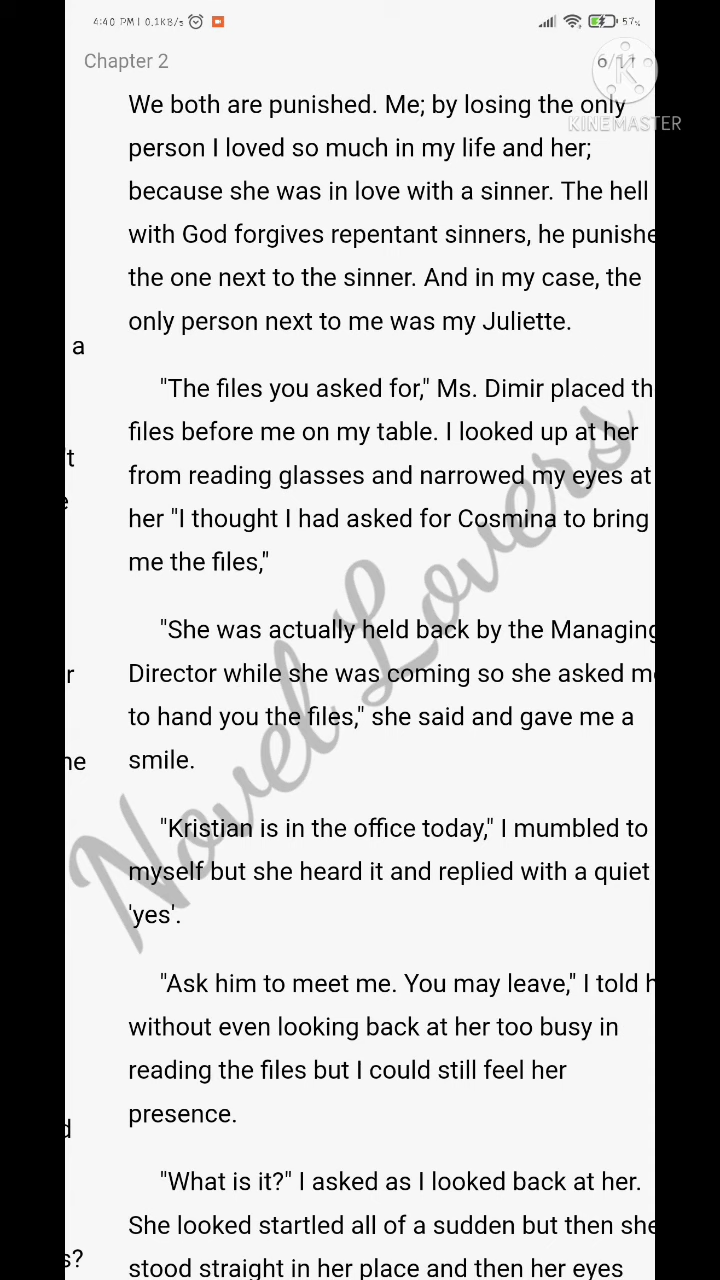 4:40 PM | 0.1KB/s
57%
Chapter 2
6/11
KINEMASTER
We both are punished. Me; by losing the only
person I loved so much in my life and her;
because she was in love with a sinner. The hell
with God forgives repentant sinners, he punishe
the one next to the sinner. And in my case, the
only person next to me was my Juliette.
a
"The files you asked for," Ms. Dimir placed th
files before me on my table. I looked up at her
't
from reading glasses and narrowed my eyes at
e
her "I thought I had asked for Cosmina to bring
me the files,"
"She was actually held back by the Managing
r
Director while she was coming so she asked m
to hand you the files," she said and gave me a
ne
smile.
"Kristian is in the office today," I mumbled to
myself but she heard it and replied with a quiet
'yes'.
"Ask him to meet me. You may leave," I told h
without even looking back at her too busy in
reading the files but I could still feel her
presence.
d
"What is it?" I asked as I looked back at her.
She looked startled all of a sudden but then she
s?
stood straight in her place and then her eyes
Novel Lovers